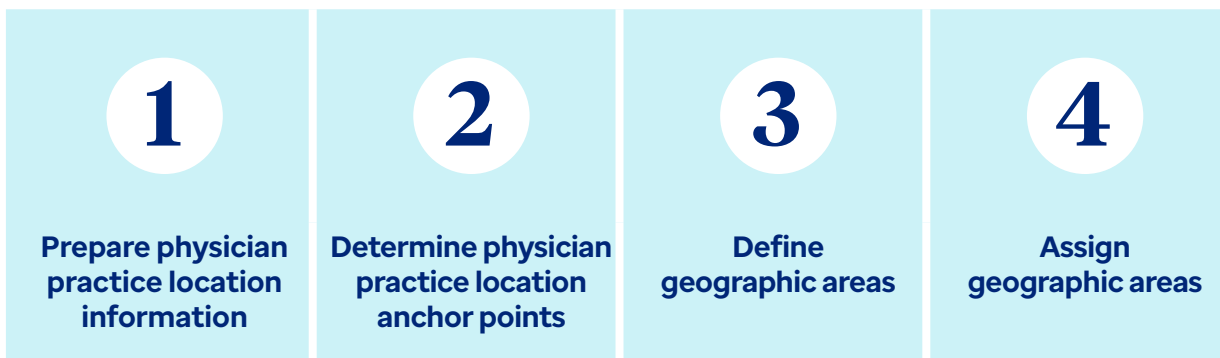 1
Prepare physician
practice location
information
2
Determine physician
practice location
anchor points
3
Define
geographic areas
4
Assign
geographic areas